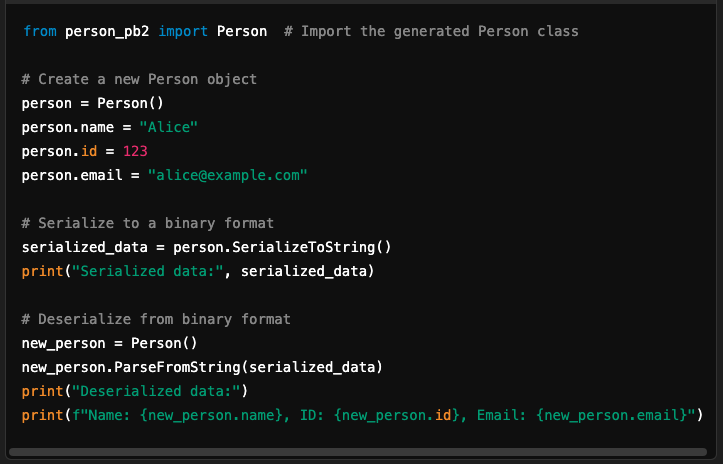 from person_pb2 import Person  # Import the generated Person class
# Create a new Person object
person = Person()
person.name = "Alice"
person.id = 123
person.email = "alice@example.com"
# Serialize to a binary format
serialized_data = person.SerializeToString()
print("Serialized data:", serialized_data)
# Deserialize from binary format
new_person = Person()
new_person.ParseFromString(serialized_data)
print("Deserialized data:")
print(f"Name: {new_person.name}, ID: {new_person.id}, Email: {new_person.email}")